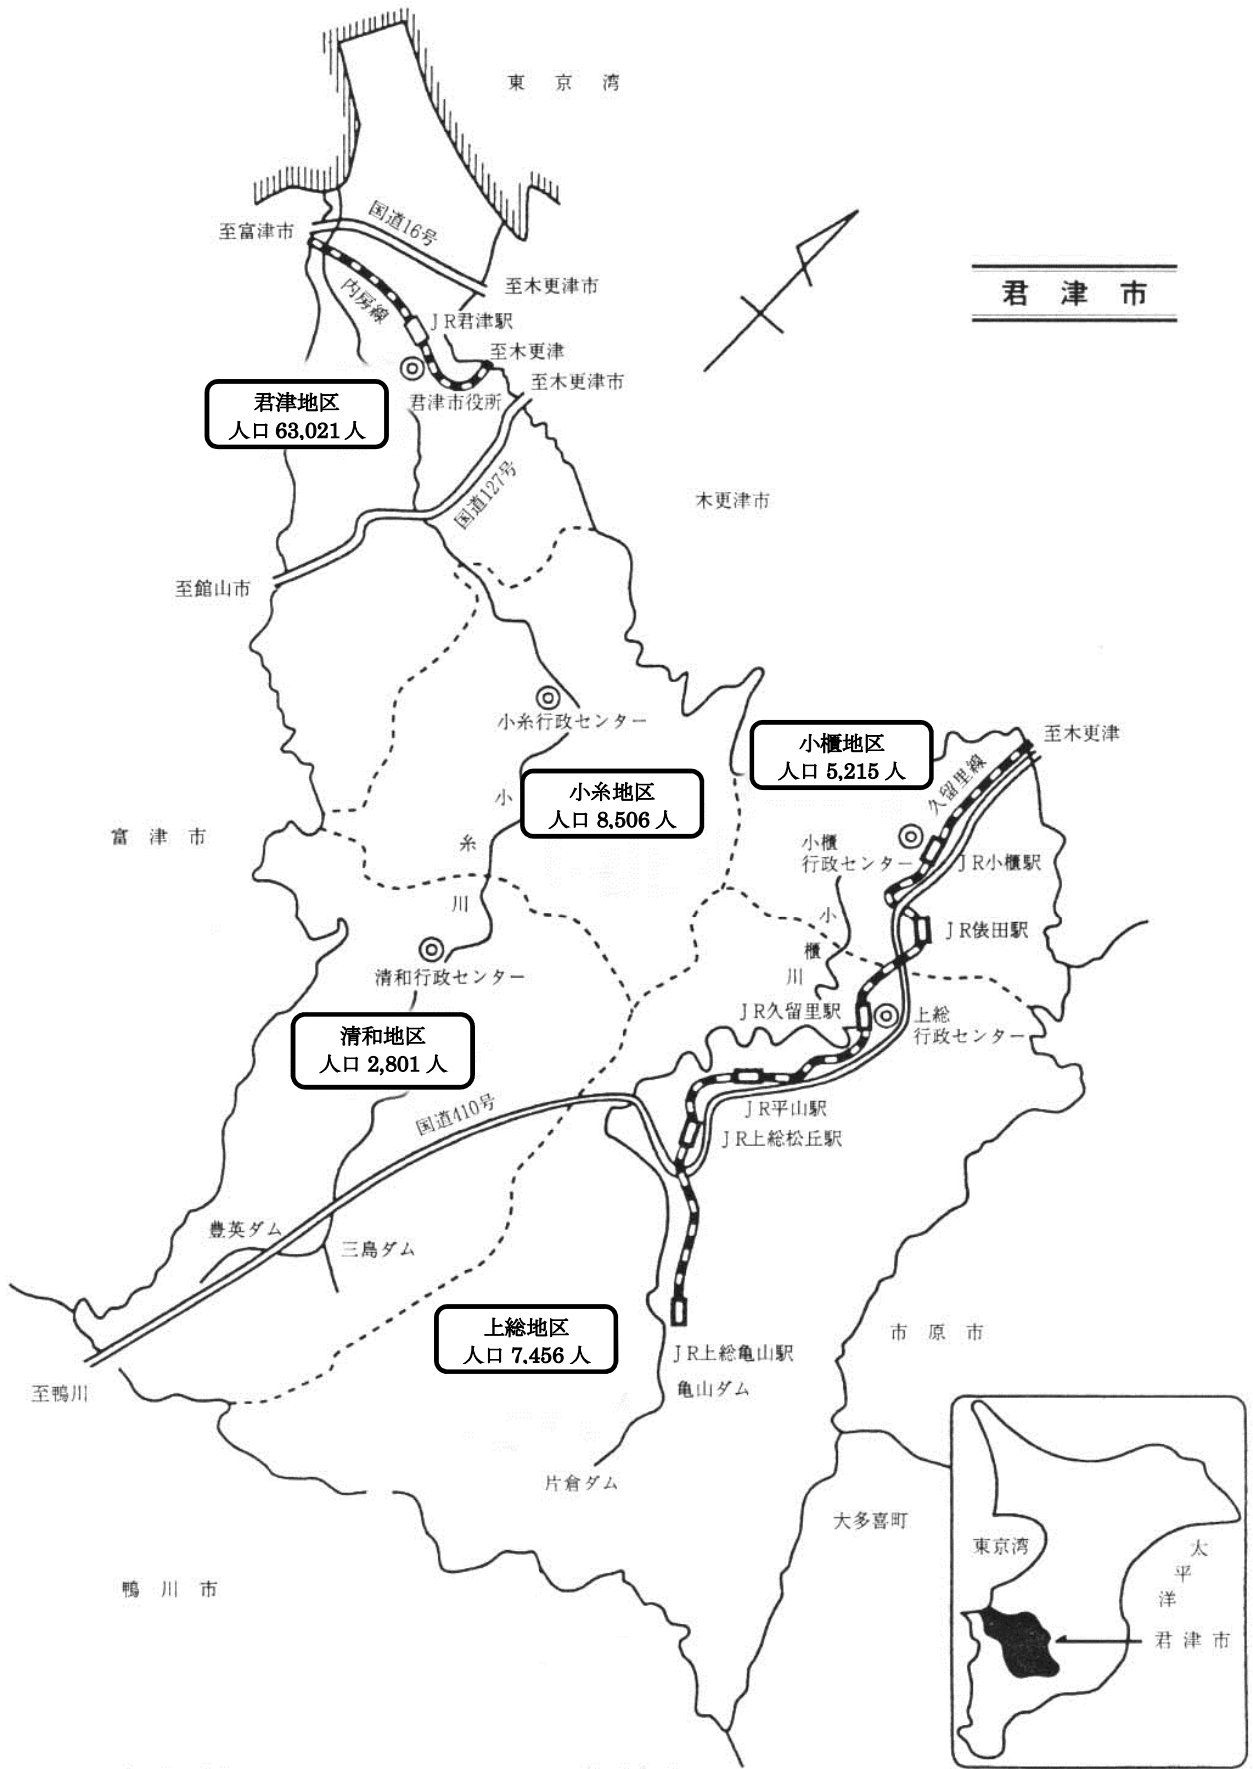 東京湾
国道16号
至富津市
至木更津市
君津市
内房線
JR君津駅
至木更津
至木更津市
君津地区
人口 63,021 人
君津市役所
国道127号
木更津市
至館山市
小糸行政センター
小櫃地区
人口 5,215 人
至木更津
久留里線
小糸地区
人口 8,506 人
小糸川
富津市
小櫃
行政センター
JR小櫃駅
小櫃川
JR俵田駅
清和行政センター
JR久留里駅
上総
行政センター
清和地区
人口 2,801 人
国道410号
JR平山駅
JR上総松丘駅
豊英ダム
三島ダム
上総地区
人口 7,456 人
市原市
JR上総亀山駅
亀山ダム
至鴨川
片倉ダム
大多喜町
鴨川市
東京湾
太平洋
君津市